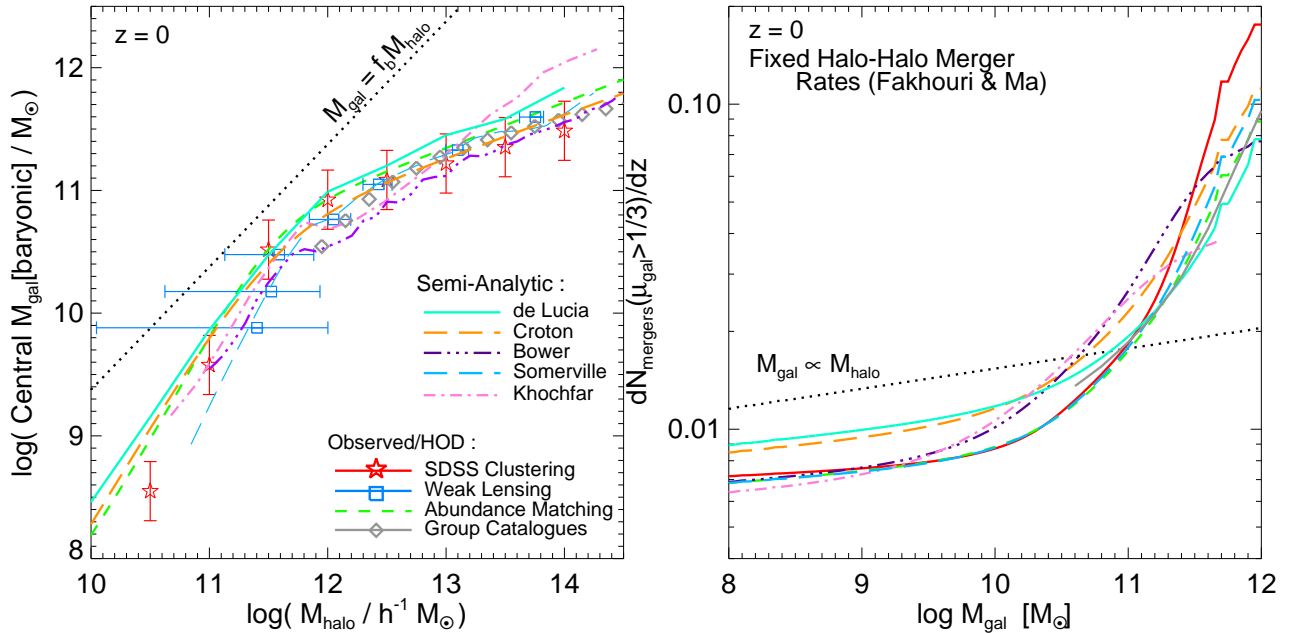 z = 0
M_gal = f_b M_halo
12
11
10
9
8
log( Central M_gal[baryonic] / M_⊙ )
Semi-Analytic :
de Lucia
Croton
Bower
Somerville
Khochfar
Observed/HOD :
SDSS Clustering
Weak Lensing
Abundance Matching
Group Catalogues
10 11 12 13 14
log( M_halo / h^-1 M_⊙ )
z = 0
Fixed Halo-Halo Merger
Rates (Fakhouri & Ma)
0.10
0.01
dN_mergers(μ_gal>1/3)/dz
M_gal ∝ M_halo
8 9 10 11 12
log M_gal [M_⊙]